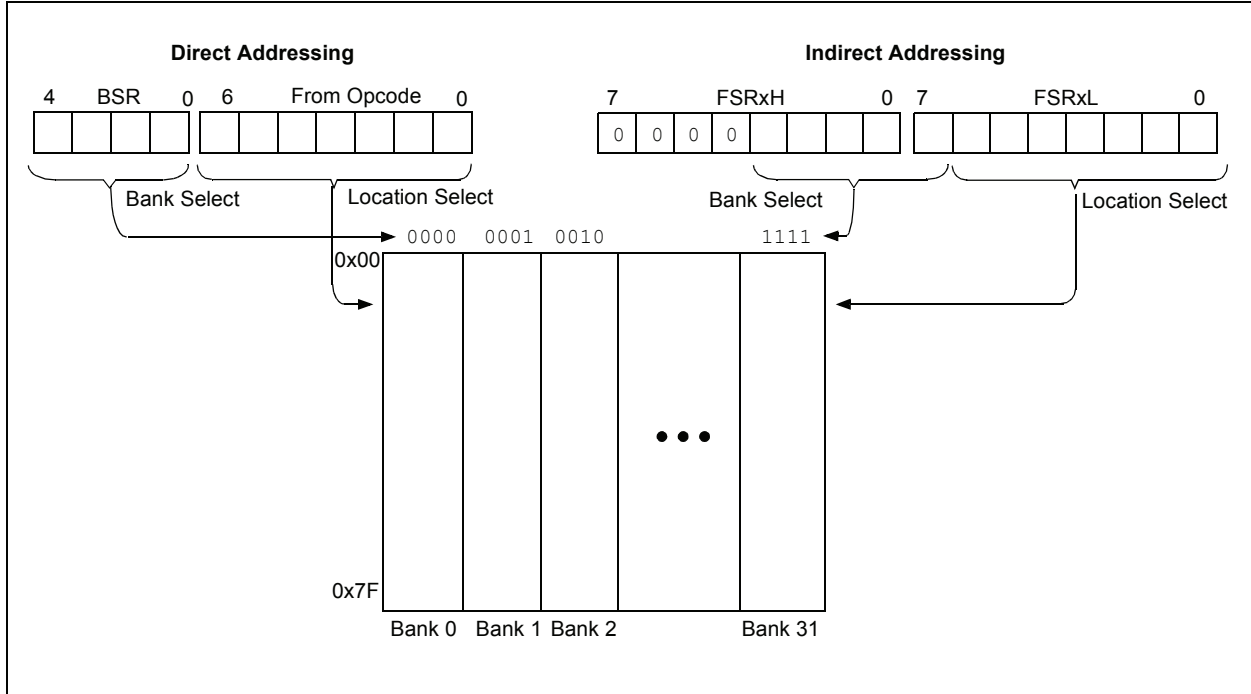 Direct Addressing
Indirect Addressing
4 BSR 0 6 From Opcode 0
7 FSRxH 0 7 FSRxL 0
0 0 0 0
Bank Select
Location Select
Bank Select
Location Select
0000 0001 0010 1111
0x00
0x7F
Bank 0 Bank 1 Bank 2 Bank 31